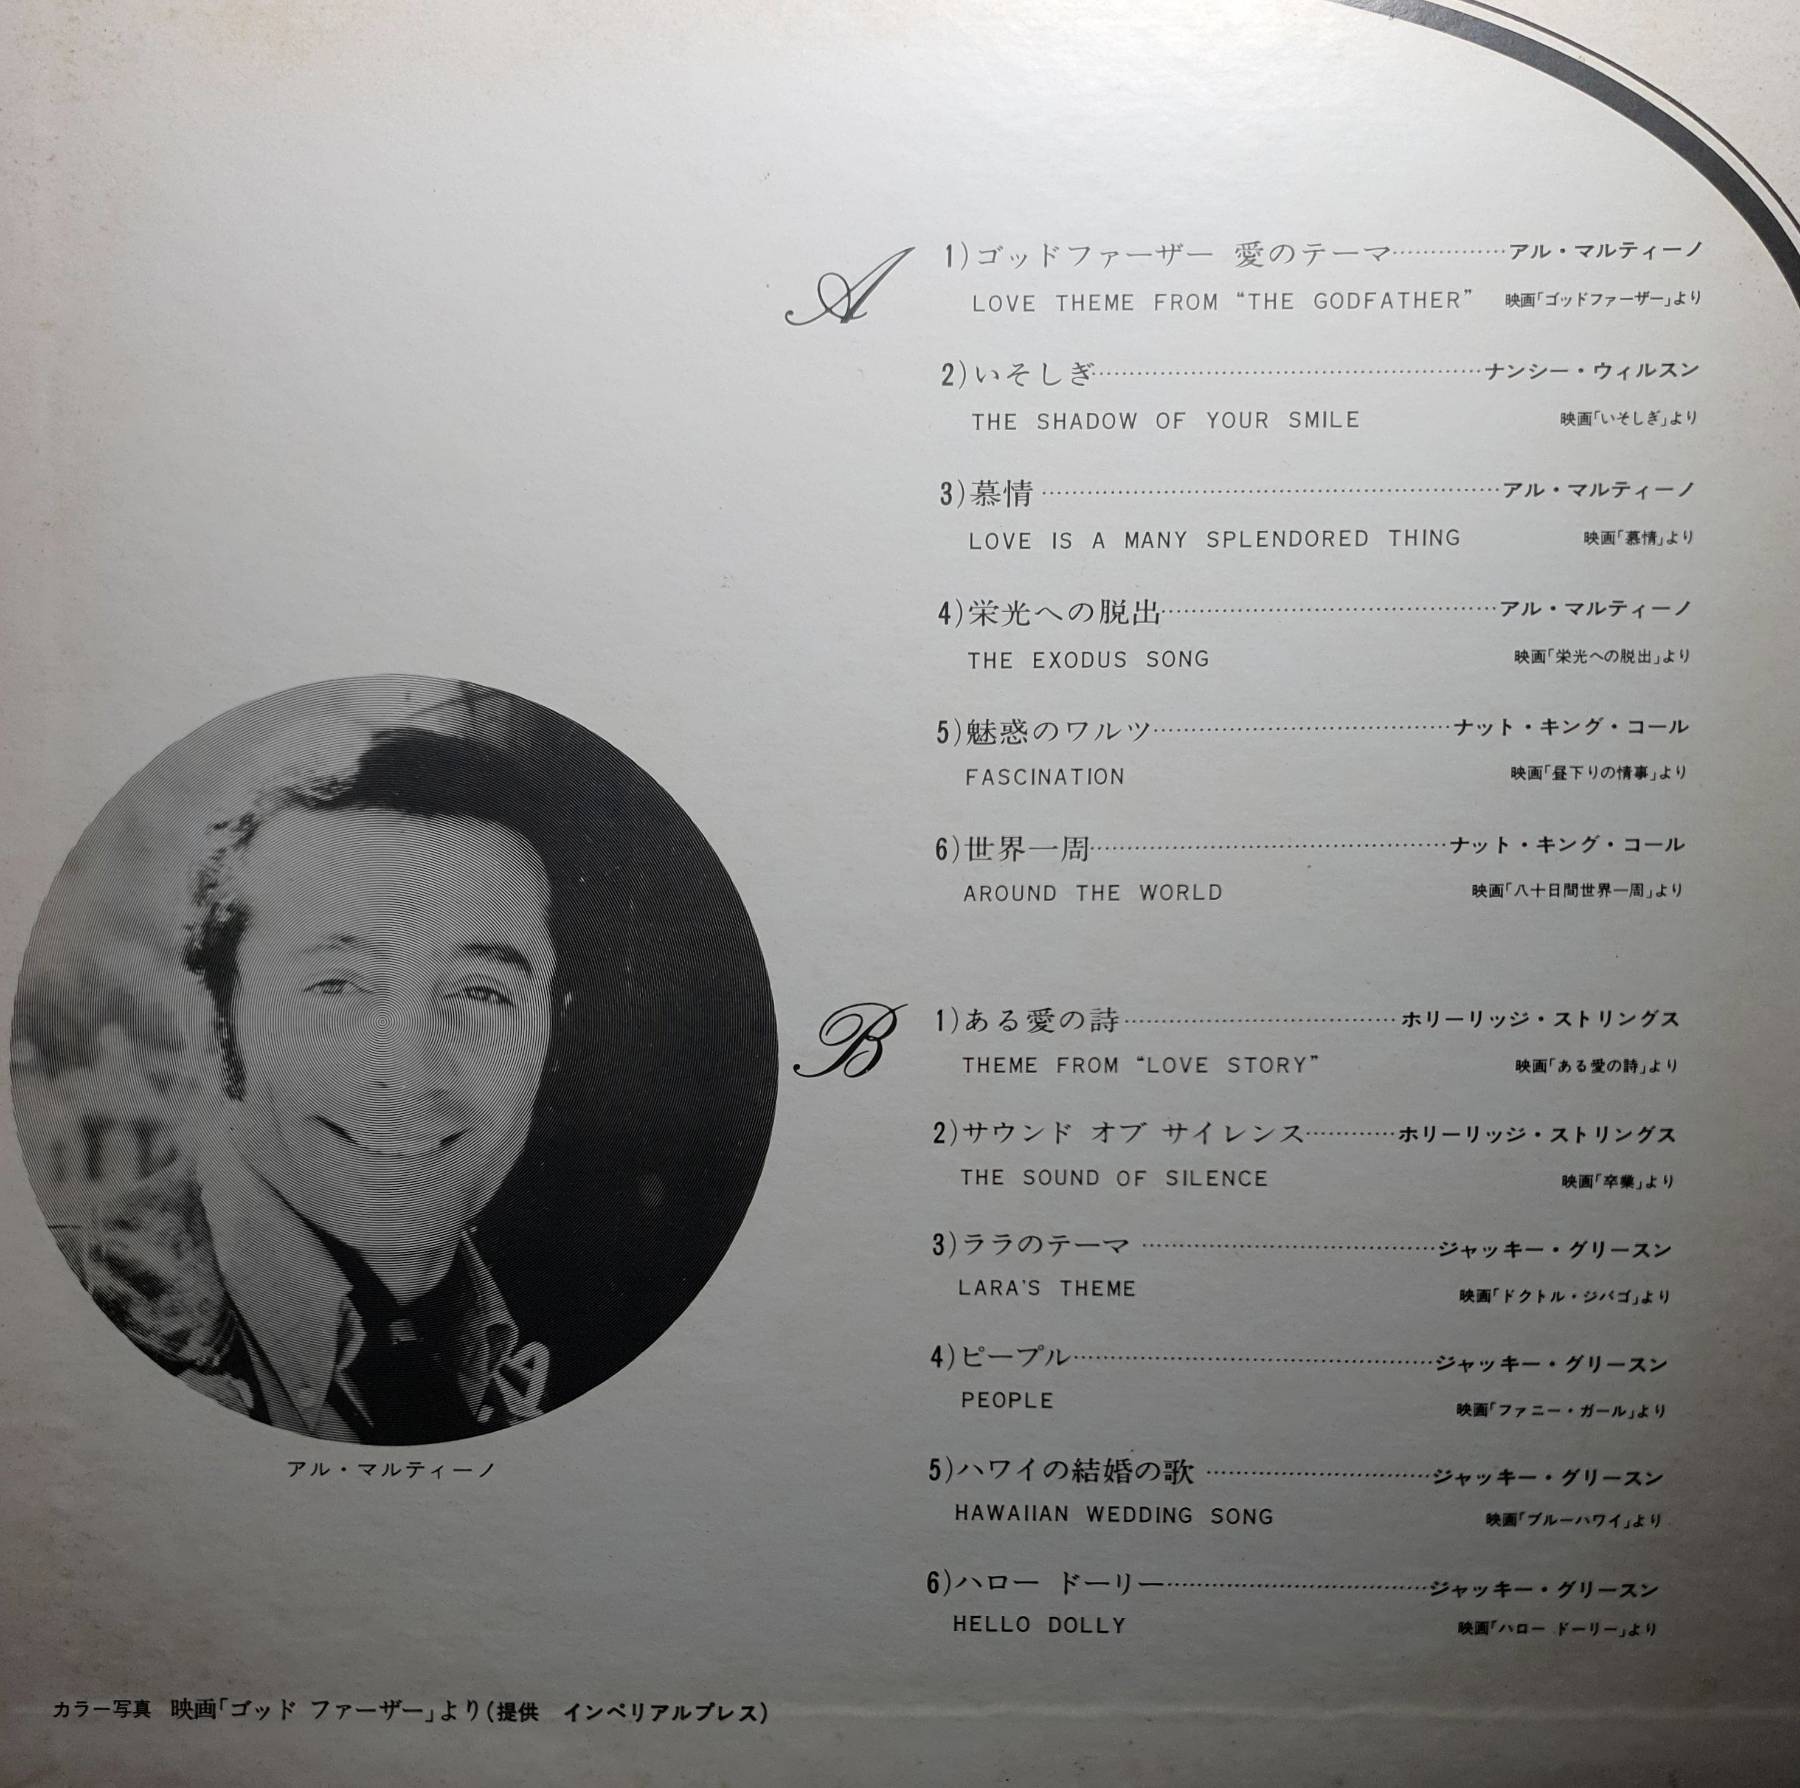 A
1)ゴッドファーザー 愛のテーマ……………アル・マルティーノ
LOVE THEME FROM “THE GODFATHER” 映画「ゴッドファーザー」より
2)いそしぎ……………ナンシー・ウィルスン
THE SHADOW OF YOUR SMILE 映画「いそしぎ」より
3)慕情……………アル・マルティーノ
LOVE IS A MANY SPLENDORED THING 映画「慕情」より
4)栄光への脱出……………アル・マルティーノ
THE EXODUS SONG 映画「栄光への脱出」より
5)魅惑のワルツ……………ナット・キング・コール
FASCINATION 映画「昼下りの情事」より
6)世界一周……………ナット・キング・コール
AROUND THE WORLD 映画「八十日間世界一周」より
B
1)ある愛の詩……………ホリーリッジ・ストリングス
THEME FROM “LOVE STORY” 映画「ある愛の詩」より
2)サウンド オブ サイレンス……………ホリーリッジ・ストリングス
THE SOUND OF SILENCE 映画「卒業」より
3)ララのテーマ……………ジャッキー・グリースン
LARA'S THEME 映画「ドクトル・ジバゴ」より
4)ピープル……………ジャッキー・グリースン
PEOPLE 映画「ファニー・ガール」より
5)ハワイの結婚の歌……………ジャッキー・グリースン
HAWAIIAN WEDDING SONG 映画「ブルーハワイ」より
6)ハロー ドーリー……………ジャッキー・グリースン
HELLO DOLLY 映画「ハロー ドーリー」より
アル・マルティーノ
カラー写真 映画「ゴッド ファーザー」より(提供 インペリアルプレス)